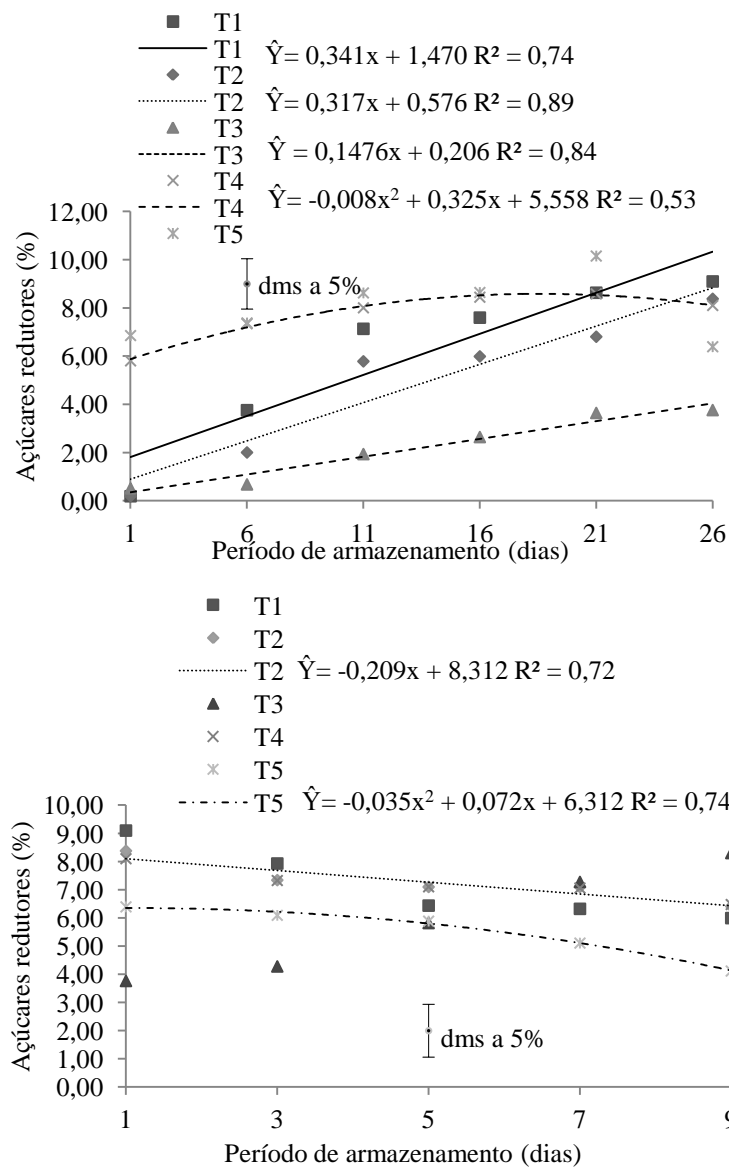 T1
T1 Ŷ= 0,341x + 1,470 R² = 0,74
T2
T2 Ŷ= 0,317x + 0,576 R² = 0,89
T3
T3 Ŷ = 0,1476x + 0,206 R² = 0,84
T4
T4 Ŷ= -0,008x² + 0,325x + 5,558 R² = 0,53
T5
dms a 5%
Açúcares redutores (%)
12,00
10,00
8,00
6,00
4,00
2,00
0,00
1 6 11 16 21 26
Período de armazenamento (dias)
T1
T2
T2 Ŷ= -0,209x + 8,312 R² = 0,72
T3
T4
T5
T5 Ŷ= -0,035x² + 0,072x + 6,312 R² = 0,74
Açúcares redutores (%)
10,00
9,00
8,00
7,00
6,00
5,00
4,00
3,00
2,00
1,00
0,00
dms a 5%
1 3 5 7 9
Período de armazenamento (dias)